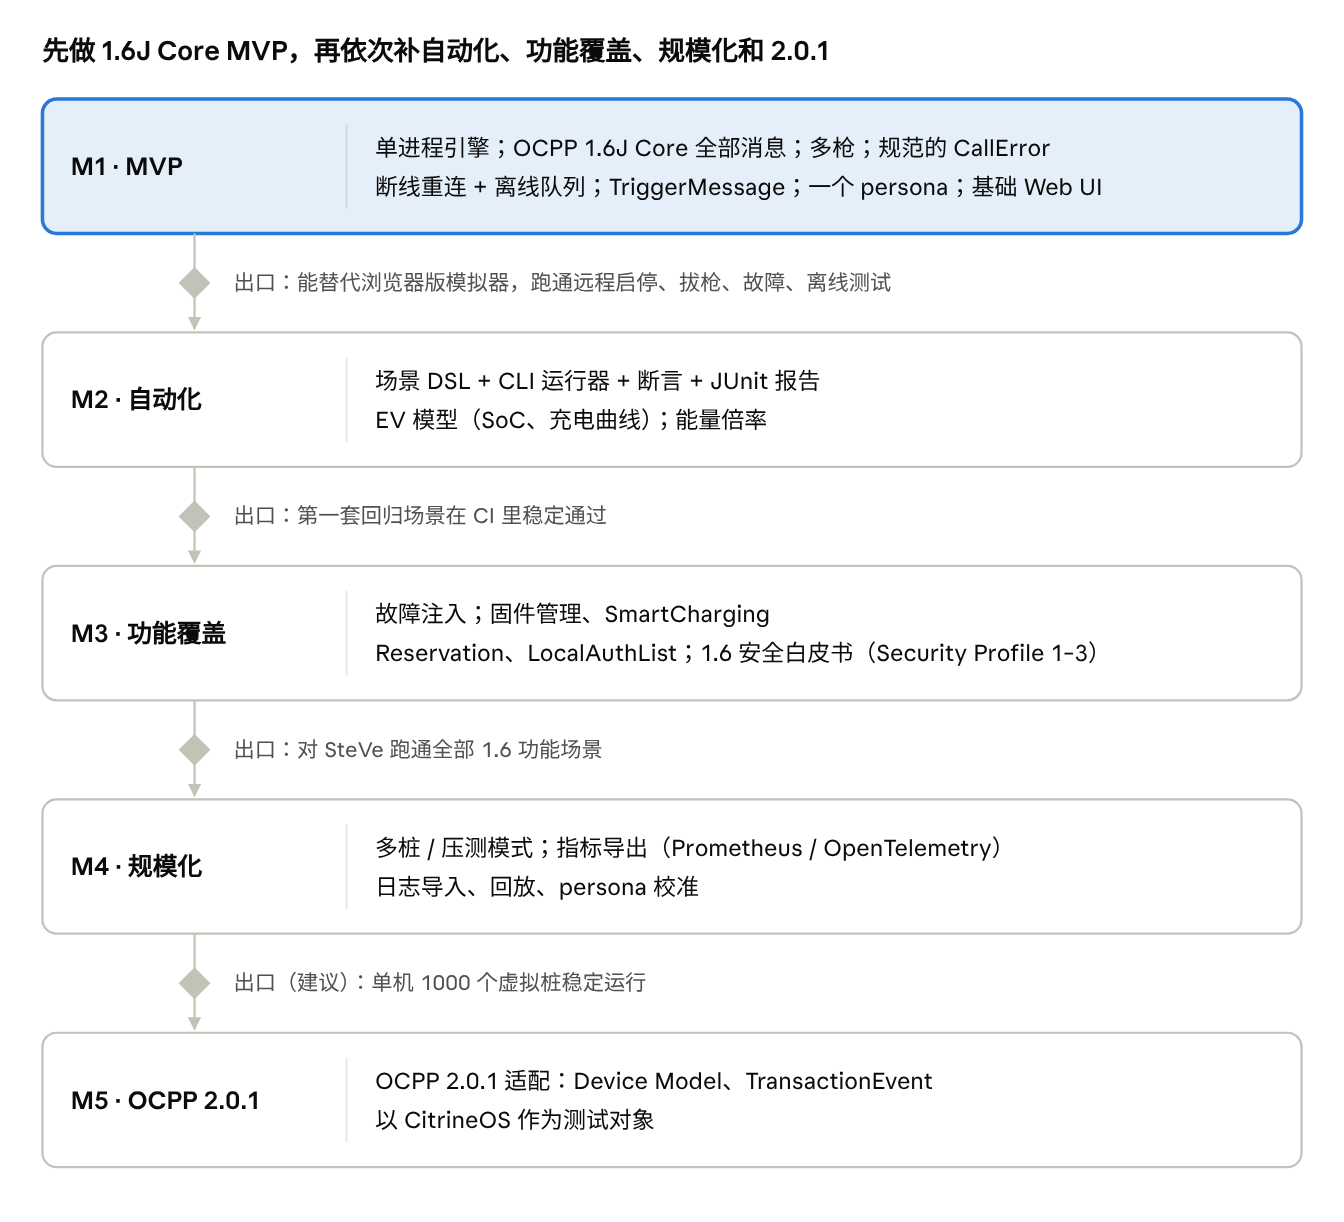 先做 1.6J Core MVP，再依次补自动化、功能覆盖、规模化和 2.0.1
M1 · MVP
单进程引擎；OCPP 1.6J Core 全部消息；多枪；规范的 CallError
断线重连 + 离线队列；TriggerMessage；一个 persona；基础 Web UI
出口：能替代浏览器版模拟器，跑通远程启停、拔枪、故障、离线测试
M2 · 自动化
场景 DSL + CLI 运行器 + 断言 + JUnit 报告
EV 模型（SoC、充电曲线）；能量倍率
出口：第一套回归场景在 CI 里稳定通过
M3 · 功能覆盖
故障注入；固件管理、SmartCharging
Reservation、LocalAuthList；1.6 安全白皮书（Security Profile 1-3）
出口：对 SteVe 跑通全部 1.6 功能场景
M4 · 规模化
多桩 / 压测模式；指标导出（Prometheus / OpenTelemetry）
日志导入、回放、persona 校准
出口（建议）：单机 1000 个虚拟桩稳定运行
M5 · OCPP 2.0.1
OCPP 2.0.1 适配：Device Model、TransactionEvent
以 CitrineOS 作为测试对象